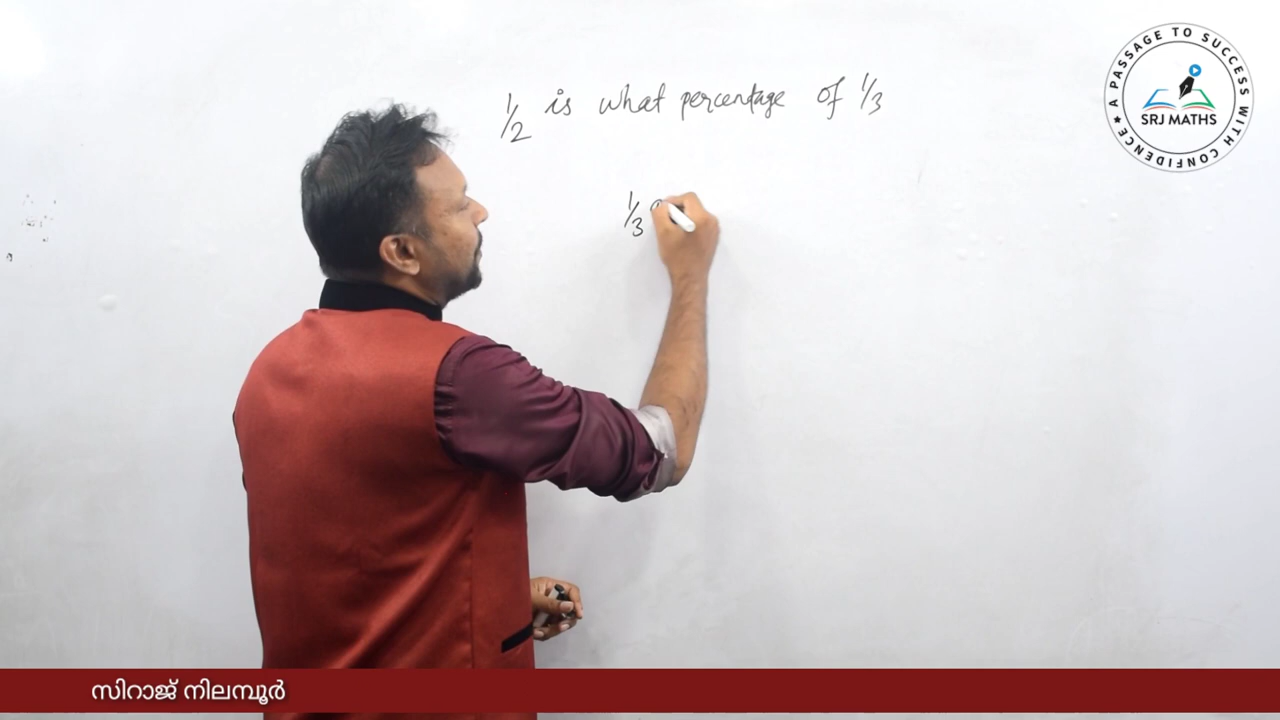 1/2 is what percentage of 1/3
1/3
A PASSAGE TO SUCCESS WITH CONFIDENCE ★
SRJ MATHS
സിറാജ് നിലമ്പൂർ